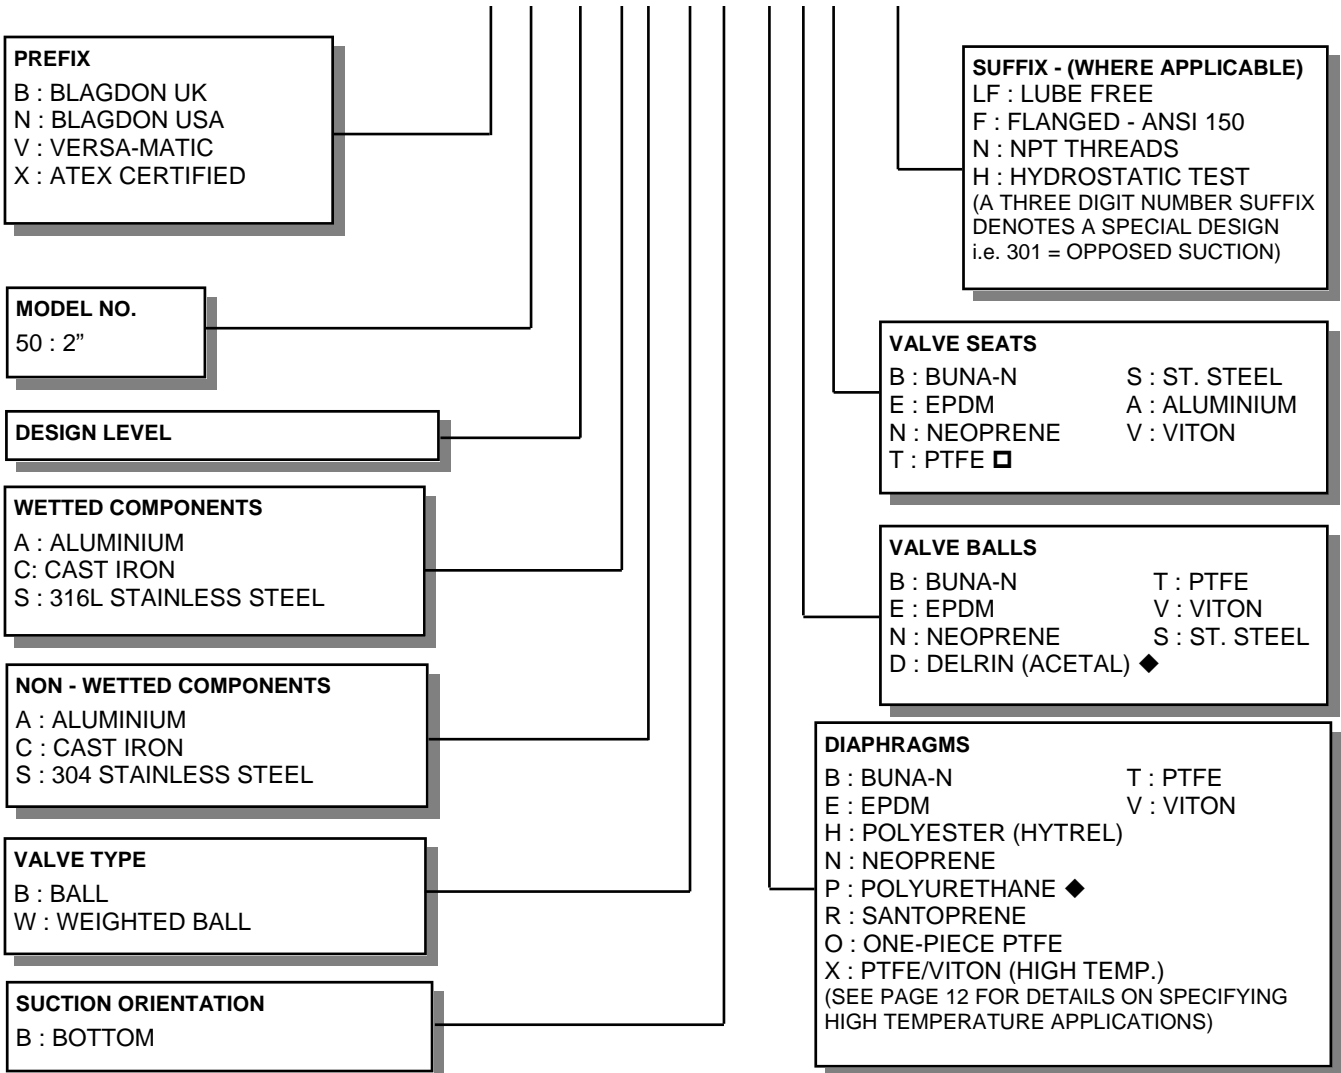 PREFIX
B : BLAGDON UK
N : BLAGDON USA
V : VERSA-MATIC
X : ATEX CERTIFIED
MODEL NO.
50 : 2”
DESIGN LEVEL
WETTED COMPONENTS
A : ALUMINIUM
C: CAST IRON
S : 316L STAINLESS STEEL
NON - WETTED COMPONENTS
A : ALUMINIUM
C : CAST IRON
S : 304 STAINLESS STEEL
VALVE TYPE
B : BALL
W : WEIGHTED BALL
SUCTION ORIENTATION
B : BOTTOM
SUFFIX - (WHERE APPLICABLE)
LF : LUBE FREE
F : FLANGED - ANSI 150
N : NPT THREADS
H : HYDROSTATIC TEST
(A THREE DIGIT NUMBER SUFFIX
DENOTES A SPECIAL DESIGN
i.e. 301 = OPPOSED SUCTION)
VALVE SEATS
B : BUNA-N S : ST. STEEL
E : EPDM A : ALUMINIUM
N : NEOPRENE V : VITON
T : PTFE
VALVE BALLS
B : BUNA-N T : PTFE
E : EPDM V : VITON
N : NEOPRENE S : ST. STEEL
D : DELRIN (ACETAL) ◆
DIAPHRAGMS
B : BUNA-N T : PTFE
E : EPDM V : VITON
H : POLYESTER (HYTREL)
N : NEOPRENE
P : POLYURETHANE ◆
R : SANTOPRENE
O : ONE-PIECE PTFE
X : PTFE/VITON (HIGH TEMP.)
(SEE PAGE 12 FOR DETAILS ON SPECIFYING
HIGH TEMPERATURE APPLICATIONS)